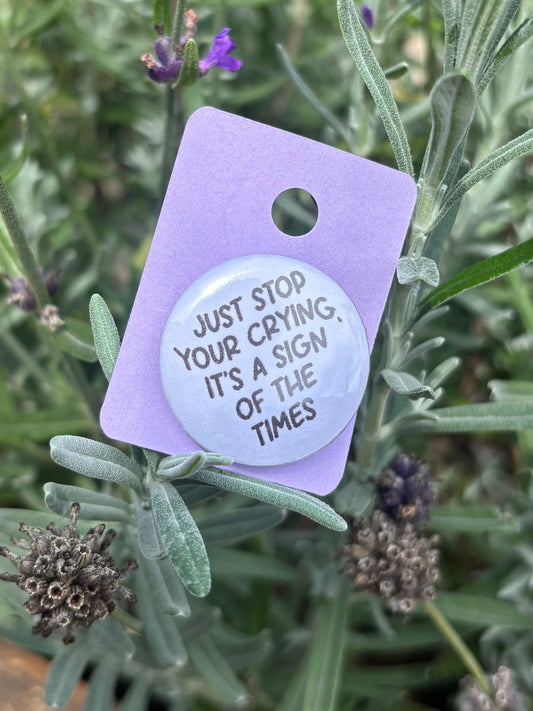 JUST STOP
YOUR CRYING,
IT'S A SIGN
OF THE
TIMES